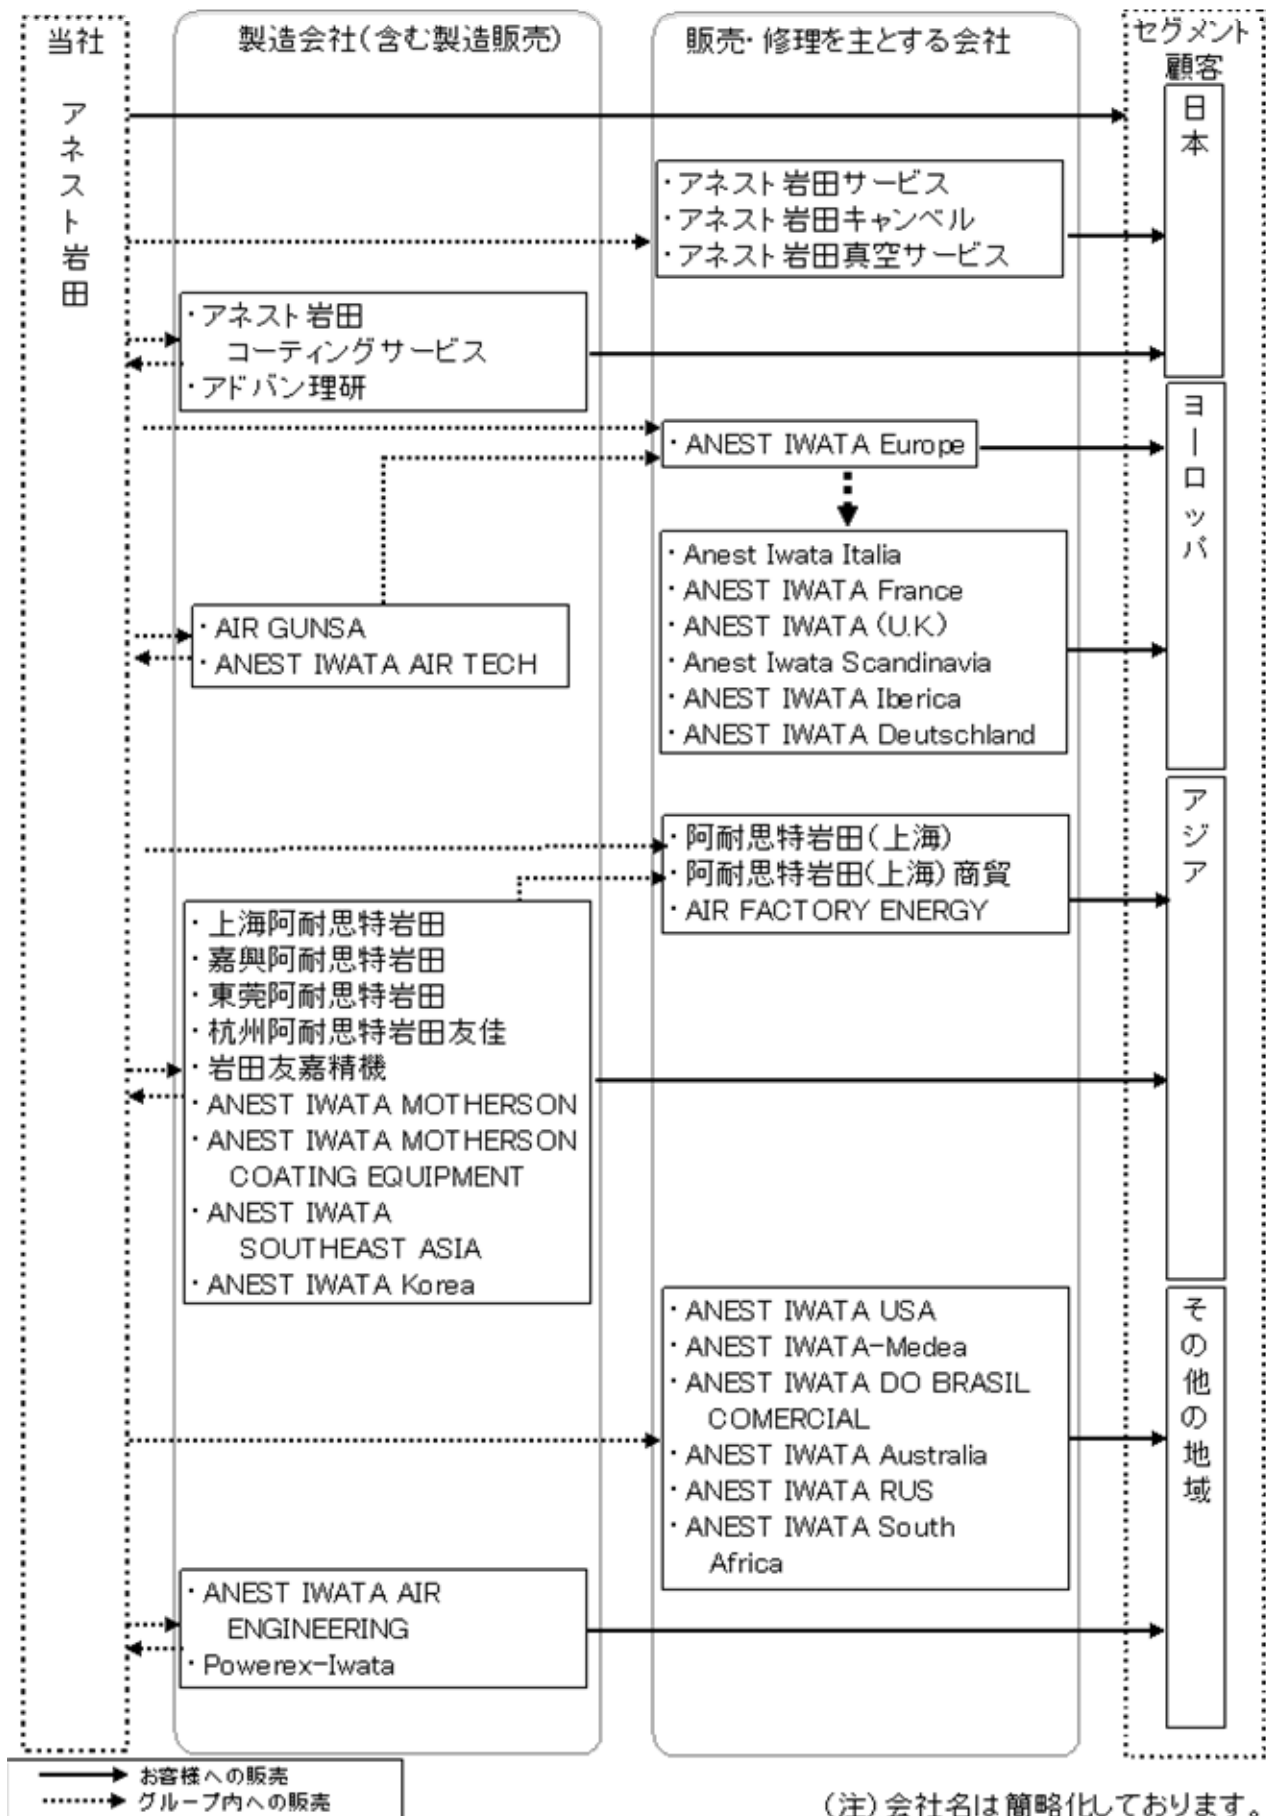 当社
アネスト岩田
製造会社(含む製造販売)
販売・修理を主とする会社
セグメント
顧客
日本
・アネスト岩田サービス
・アネスト岩田キャンベル
・アネスト岩田真空サービス
・アネスト岩田
コーティングサービス
・アドバン理研
ヨーロッパ
・ANEST IWATA Europe
・Anest Iwata Italia
・ANEST IWATA France
・ANEST IWATA (U.K.)
・Anest Iwata Scandinavia
・ANEST IWATA Iberica
・ANEST IWATA Deutschland
・AIR GUNSA
・ANEST IWATA AIR TECH
アジア
・阿耐思特岩田(上海)
・阿耐思特岩田(上海)商貿
・AIR FACTORY ENERGY
・上海阿耐思特岩田
・嘉興阿耐思特岩田
・東莞阿耐思特岩田
・杭州阿耐思特岩田友佳
・岩田友嘉精機
・ANEST IWATA MOTHERSON
・ANEST IWATA MOTHERSON
COATING EQUIPMENT
・ANEST IWATA
SOUTHEAST ASIA
・ANEST IWATA Korea
その他の地域
・ANEST IWATA USA
・ANEST IWATA-Medea
・ANEST IWATA DO BRASIL
COMERCIAL
・ANEST IWATA Australia
・ANEST IWATA RUS
・ANEST IWATA South
Africa
・ANEST IWATA AIR
ENGINEERING
・Powerex-Iwata
お客様への販売
グループ内への販売
(注)会社名は簡略化しております。